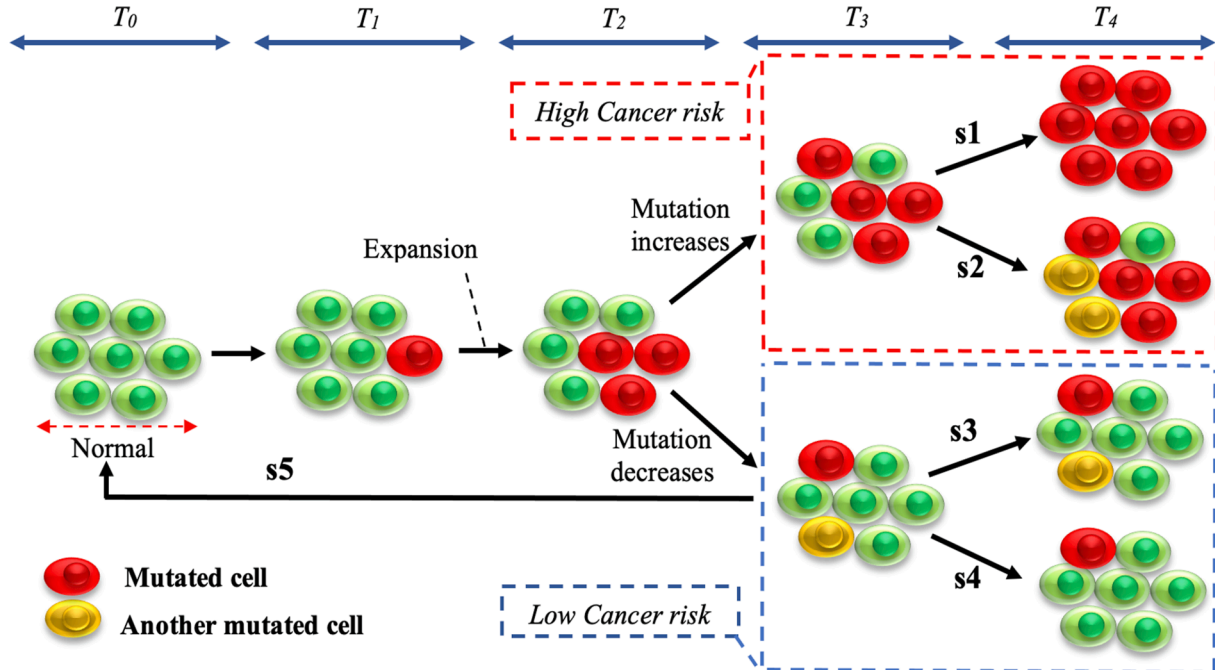 T0
T1
T2
T3
T4
High Cancer risk
s1
Mutation
increases
Expansion
s2
Normal
s5
Mutation
decreases
s3
s4
Mutated cell
Another mutated cell
Low Cancer risk